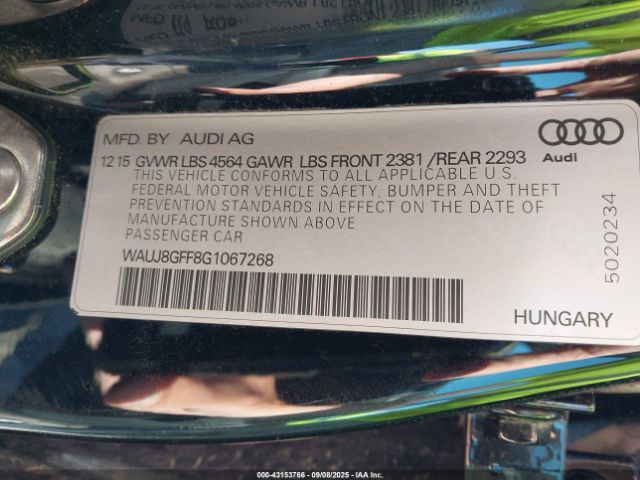 MFD. BY AUDI AG
12 15 GVWR LBS 4564 GAWR LBS FRONT 2381 /REAR 2293
THIS VEHICLE CONFORMS TO ALL APPLICABLE U.S.
FEDERAL MOTOR VEHICLE SAFETY, BUMPER AND THEFT
PREVENTION STANDARDS IN EFFECT ON THE DATE OF
MANUFACTURE SHOWN ABOVE
PASSENGER CAR
WAUJ8GFF8G1067268
Audi
5020234
HUNGARY
00-43153766 - 09/08/2025 - IAA Inc.